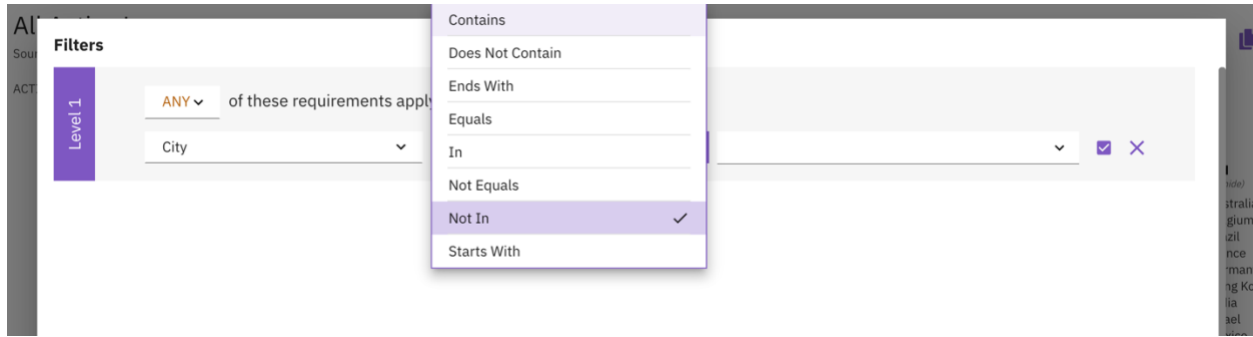 Filters
Level 1
ANY of these requirements apply
City
Contains
Does Not Contain
Ends With
Equals
In
Not Equals
Not In
Starts With